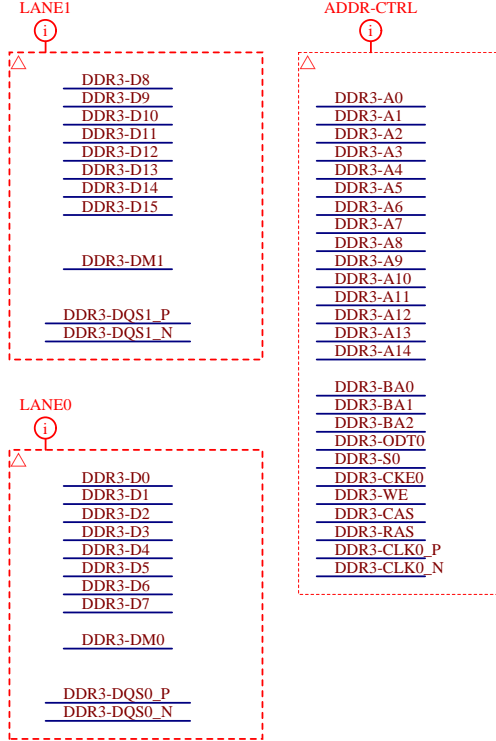 LANE1
i
DDR3-D8
DDR3-D9
DDR3-D10
DDR3-D11
DDR3-D12
DDR3-D13
DDR3-D14
DDR3-D15
DDR3-DM1
DDR3-DQS1_P
DDR3-DQS1_N
LANE0
i
DDR3-D0
DDR3-D1
DDR3-D2
DDR3-D3
DDR3-D4
DDR3-D5
DDR3-D6
DDR3-D7
DDR3-DM0
DDR3-DQS0_P
DDR3-DQS0_N
ADDR-CTRL
i
DDR3-A0
DDR3-A1
DDR3-A2
DDR3-A3
DDR3-A4
DDR3-A5
DDR3-A6
DDR3-A7
DDR3-A8
DDR3-A9
DDR3-A10
DDR3-A11
DDR3-A12
DDR3-A13
DDR3-A14
DDR3-BA0
DDR3-BA1
DDR3-BA2
DDR3-ODT0
DDR3-S0
DDR3-CKE0
DDR3-WE
DDR3-CAS
DDR3-RAS
DDR3-CLK0_P
DDR3-CLK0_N